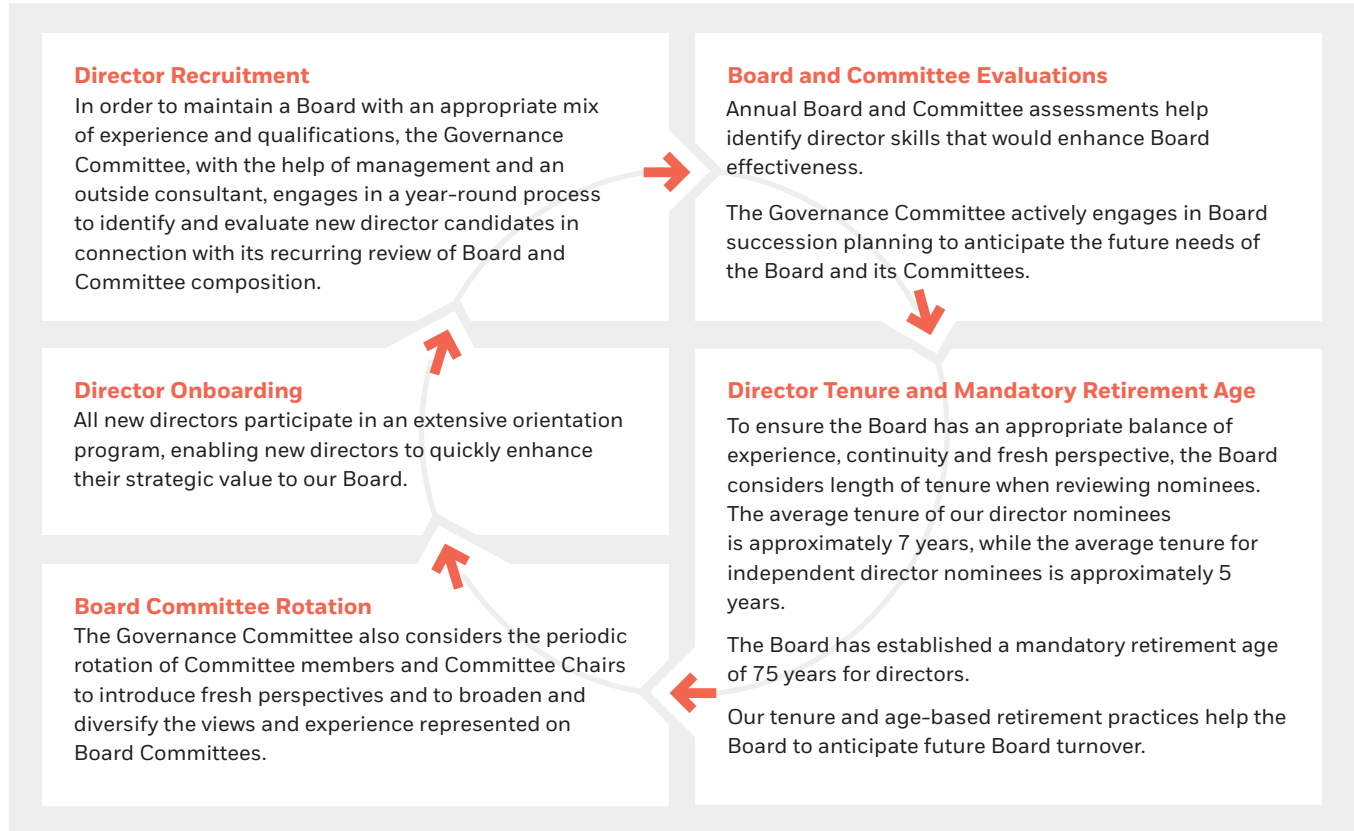 Director Recruitment
In order to maintain a Board with an appropriate mix
of experience and qualifications, the Governance
Committee, with the help of management and an
outside consultant, engages in a year-round process
to identify and evaluate new director candidates in
connection with its recurring review of Board and
Committee composition.
Board and Committee Evaluations
Annual Board and Committee assessments help
identify director skills that would enhance Board
effectiveness.
The Governance Committee actively engages in Board
succession planning to anticipate the future needs of
the Board and its Committees.
Director Tenure and Mandatory Retirement Age
To ensure the Board has an appropriate balance of
experience, continuity and fresh perspective, the Board
considers length of tenure when reviewing nominees.
The average tenure of our director nominees
is approximately 7 years, while the average tenure for
independent director nominees is approximately 5
years.
The Board has established a mandatory retirement age
of 75 years for directors.
Our tenure and age-based retirement practices help the
Board to anticipate future Board turnover.
Board Committee Rotation
The Governance Committee also considers the periodic
rotation of Committee members and Committee Chairs
to introduce fresh perspectives and to broaden and
diversify the views and experience represented on
Board Committees.
Director Onboarding
All new directors participate in an extensive orientation
program, enabling new directors to quickly enhance
their strategic value to our Board.